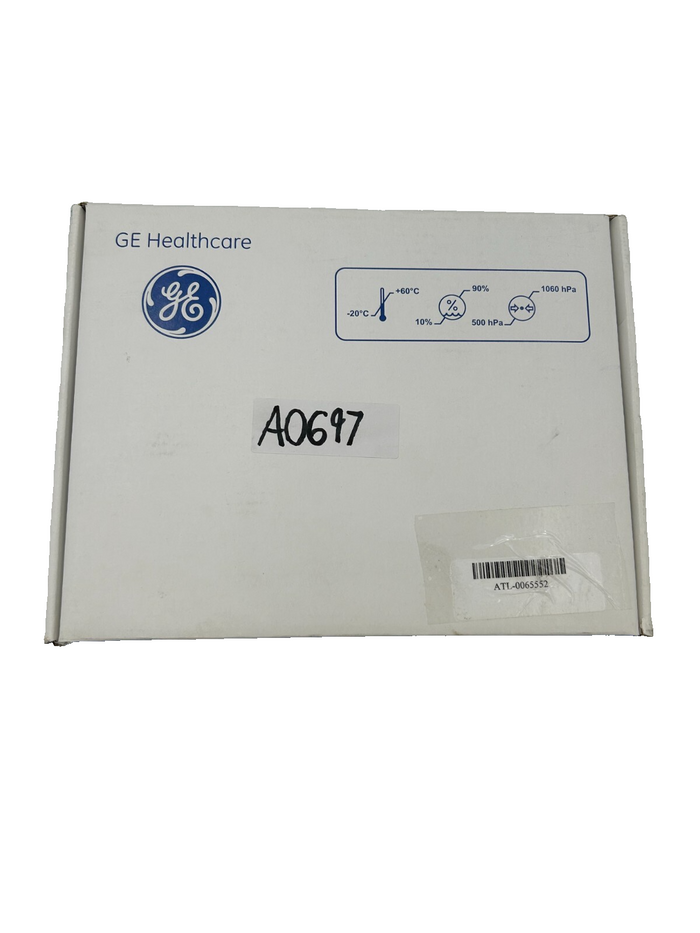 GE Healthcare
GE
+60°C
-20°C
90%
%
10%
1060 hPa
500 hPa
A0697
ATL-0065552